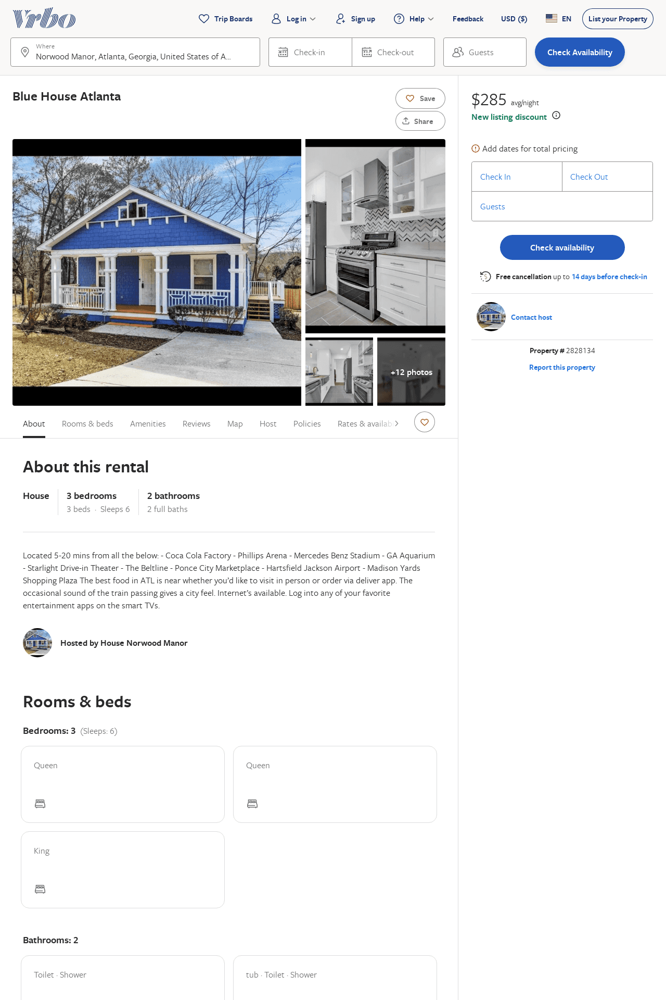 Vrbo
Trip Boards
Log in
Sign up
Help
Feedback
USD ($)
EN
List your Property
Where
Norwood Manor, Atlanta, Georgia, United States of A...
Check-in
Check-out
Guests
Check Availability
Blue House Atlanta
Save
Share
+12 photos
$285 avg/night
New listing discount
Add dates for total pricing
Check In
Check Out
Guests
Check availability
Free cancellation up to 14 days before check-in
Contact host
Property # 2828134
Report this property
About
Rooms & beds
Amenities
Reviews
Map
Host
Policies
Rates & availab
About this rental
House
3 bedrooms
3 beds · Sleeps 6
2 bathrooms
2 full baths
Located 5-20 mins from all the below: - Coca Cola Factory - Phillips Arena - Mercedes Benz Stadium - GA Aquarium
- Starlight Drive-in Theater - The Beltline - Ponce City Marketplace - Hartsfield Jackson Airport - Madison Yards
Shopping Plaza The best food in ATL is near whether you’d like to visit in person or order via deliver app. The
occasional sound of the train passing gives a city feel. Internet’s available. Log into any of your favorite
entertainment apps on the smart TVs.
Hosted by House Norwood Manor
Rooms & beds
Bedrooms: 3 (Sleeps: 6)
Queen
Queen
King
Bathrooms: 2
Toilet · Shower
tub · Toilet · Shower